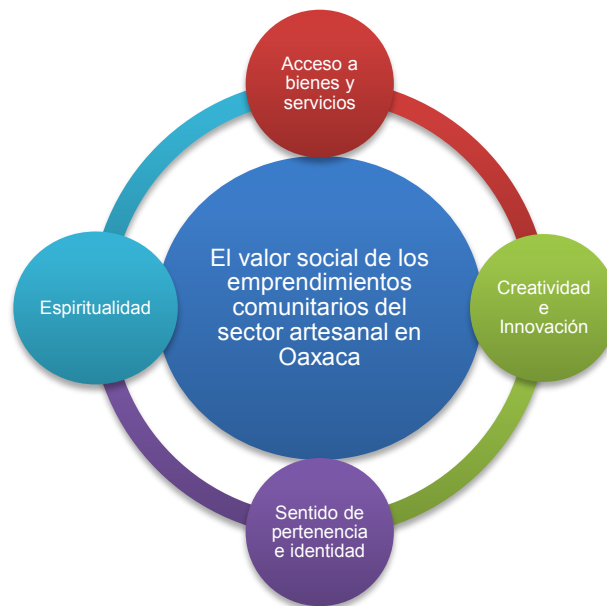 Acceso a
bienes y
servicios
El valor social de los
emprendimientos
comunitarios del
sector artesanal en
Oaxaca
Espiritualidad
Creatividad
e
Innovación
Sentido de
pertenencia
e identidad